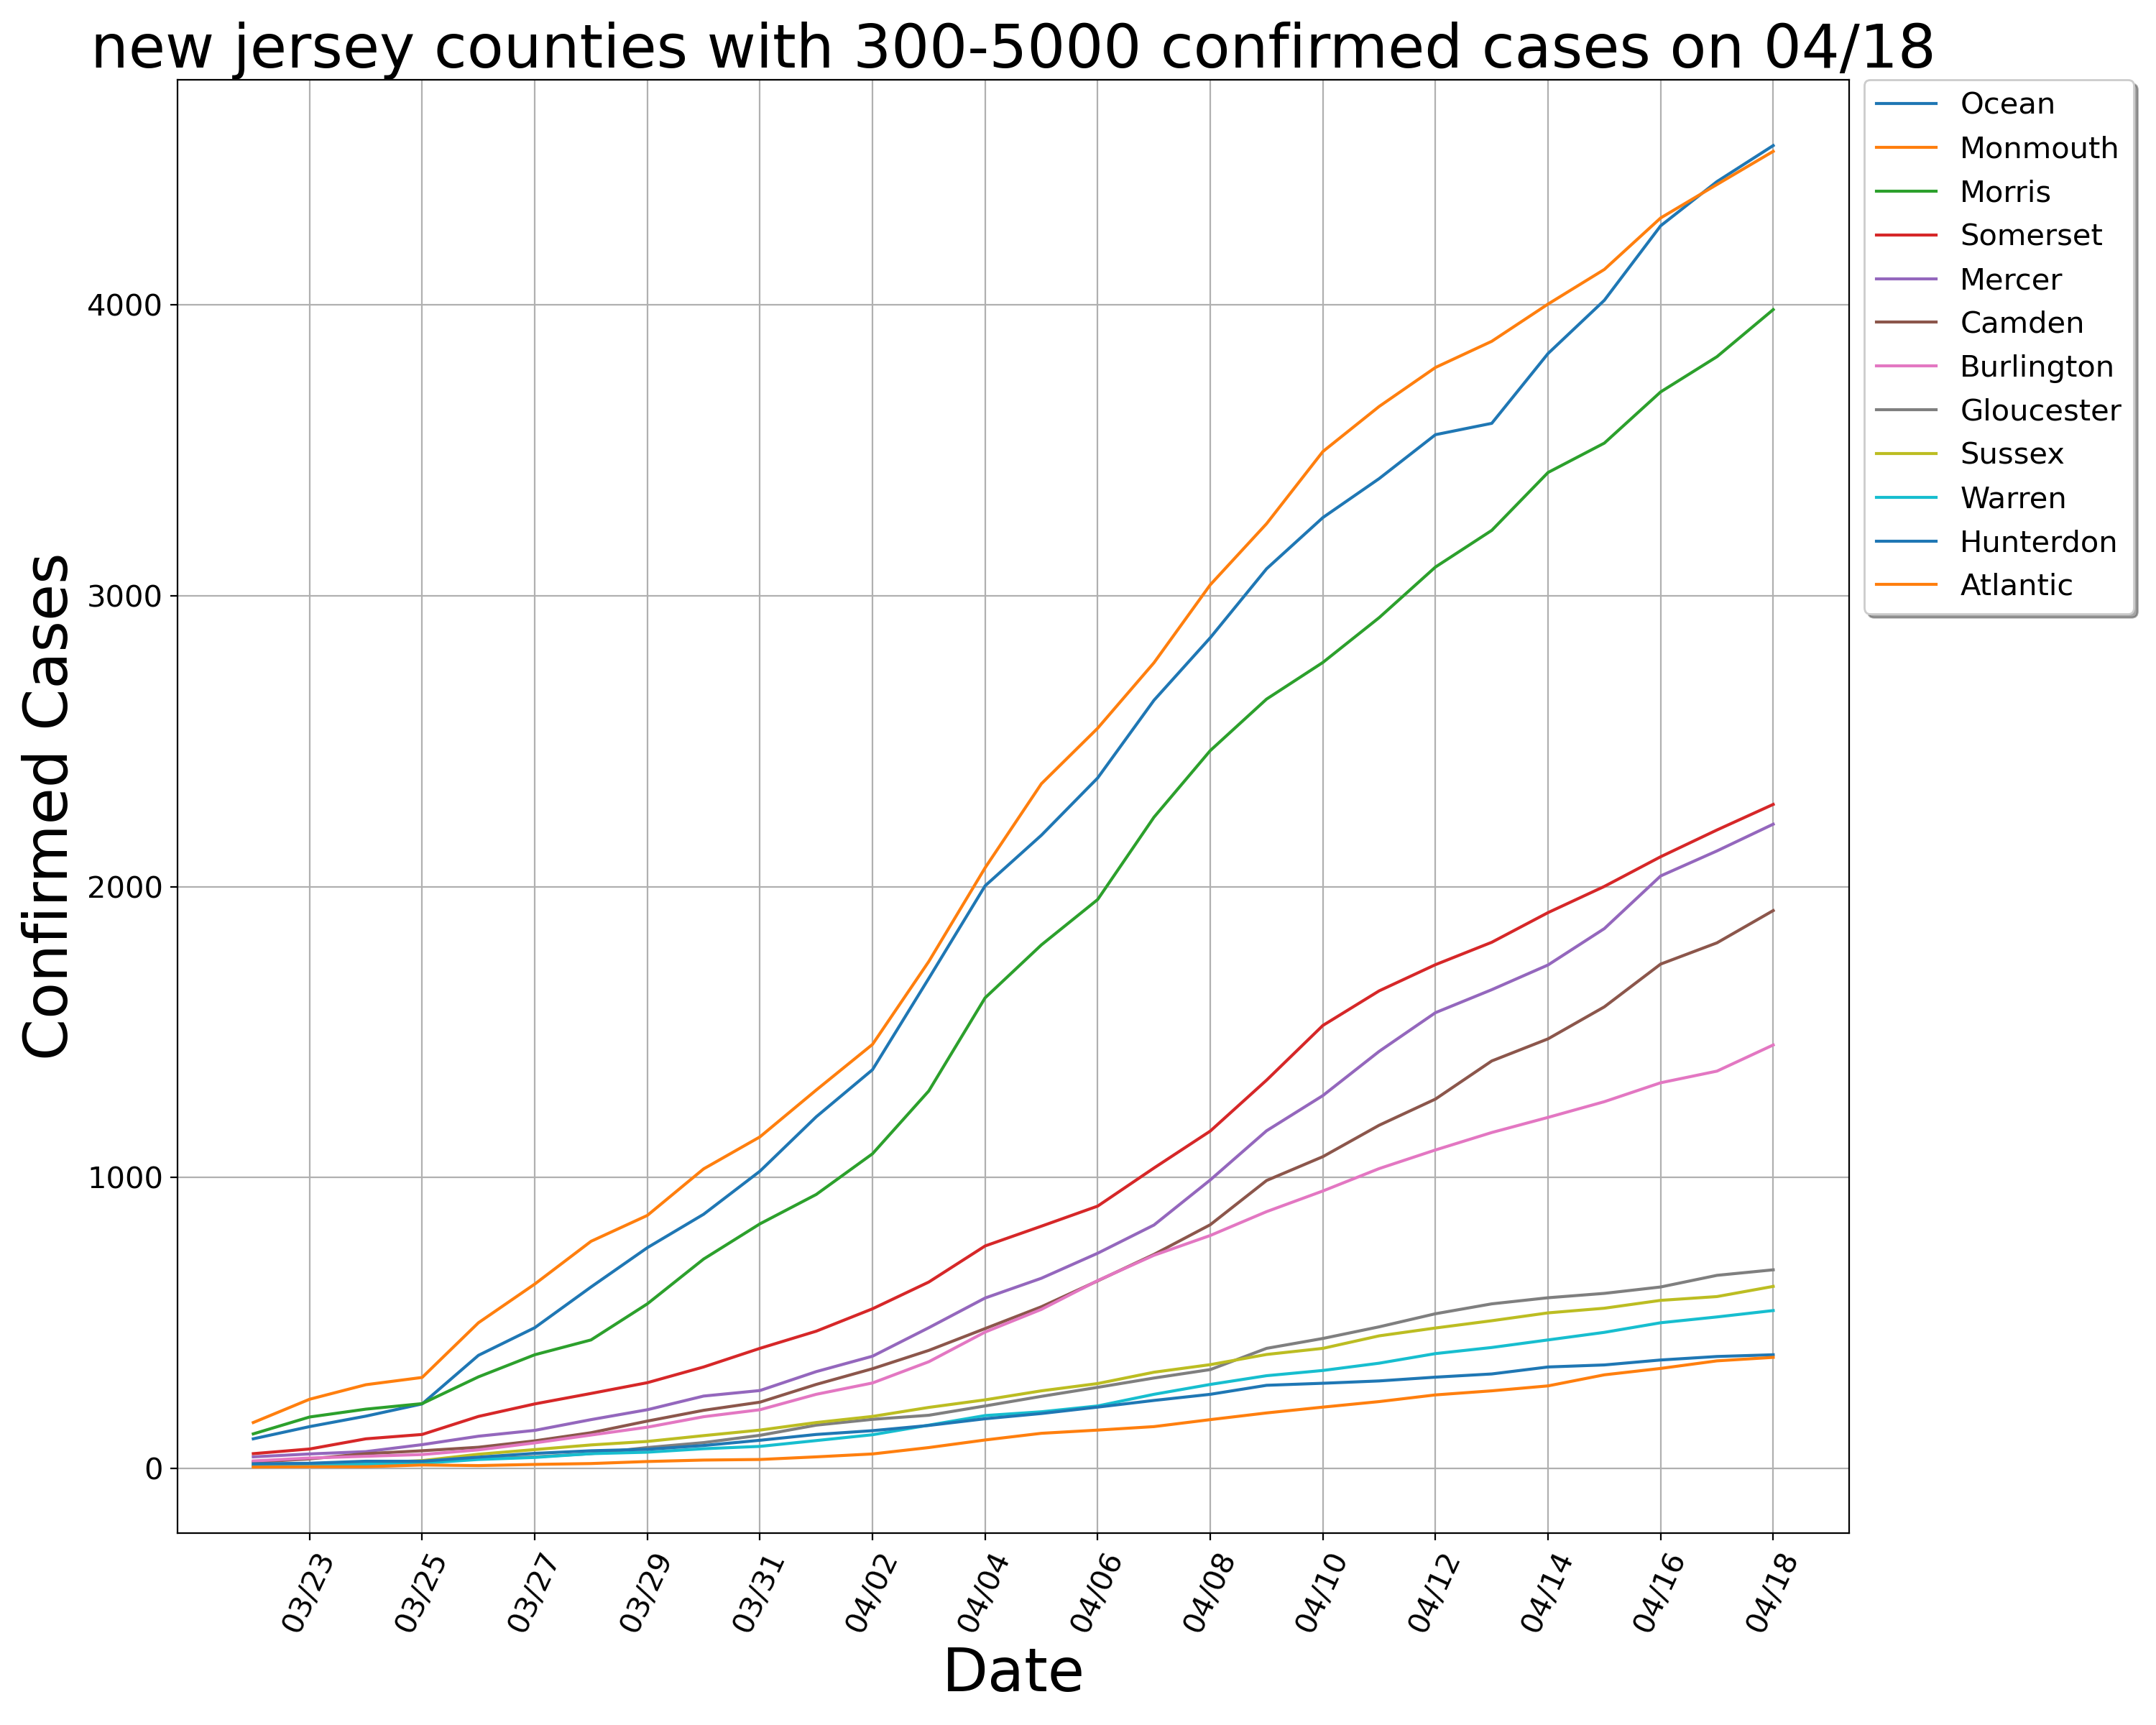 new jersey counties with 300-5000 confirmed cases on 04/18
Ocean
Monmouth
Morris
Somerset
Mercer
Camden
Burlington
Gloucester
Sussex
Warren
Hunterdon
Atlantic
Confirmed Cases
4000
3000
2000
1000
0
03/23
03/25
03/27
03/29
03/31
04/02
04/04
04/06
04/08
04/10
04/12
04/14
04/16
04/18
Date